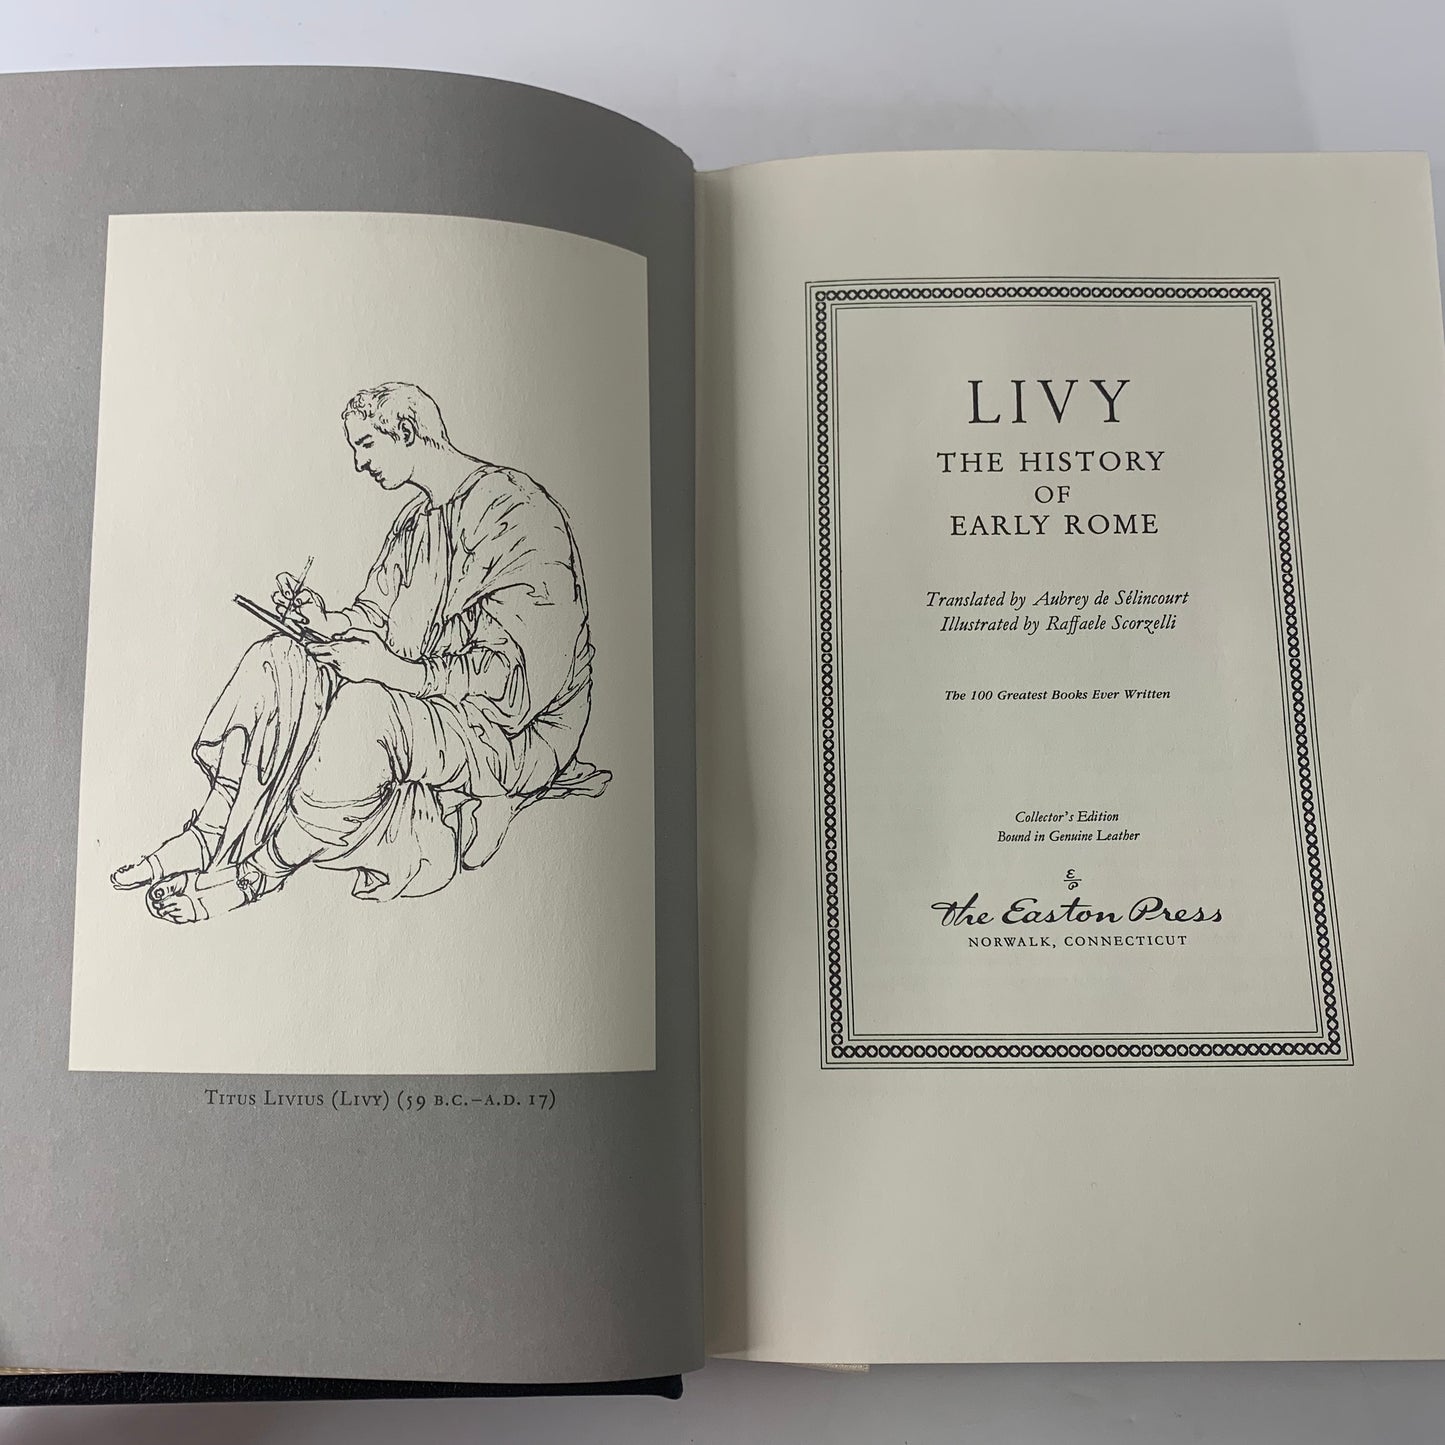 TITUS LIVIUS (LIVY) (59 B.C.–A.D. 17)
LIVY
THE HISTORY
OF
EARLY ROME
Translated by Aubrey de Sélincourt
Illustrated by Raffaele Scorzelli
The 100 Greatest Books Ever Written
Collector's Edition
Bound in Genuine Leather
E
P
The Easton Press
NORWALK, CONNECTICUT